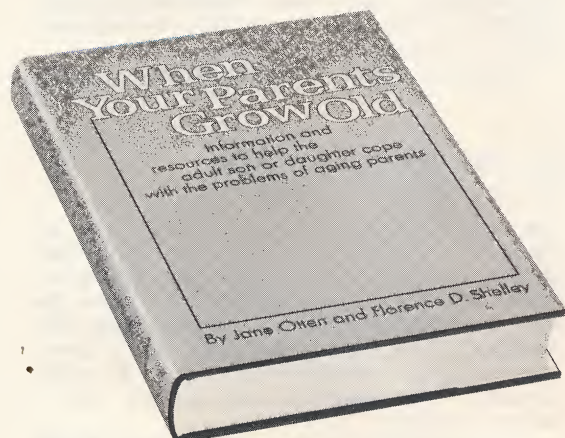 When
Your Parents
Grow Old
Information and
resources to help the
adult son or daughter cope
with the problems of aging parents
By Jane Otten and Florence D. Shelley